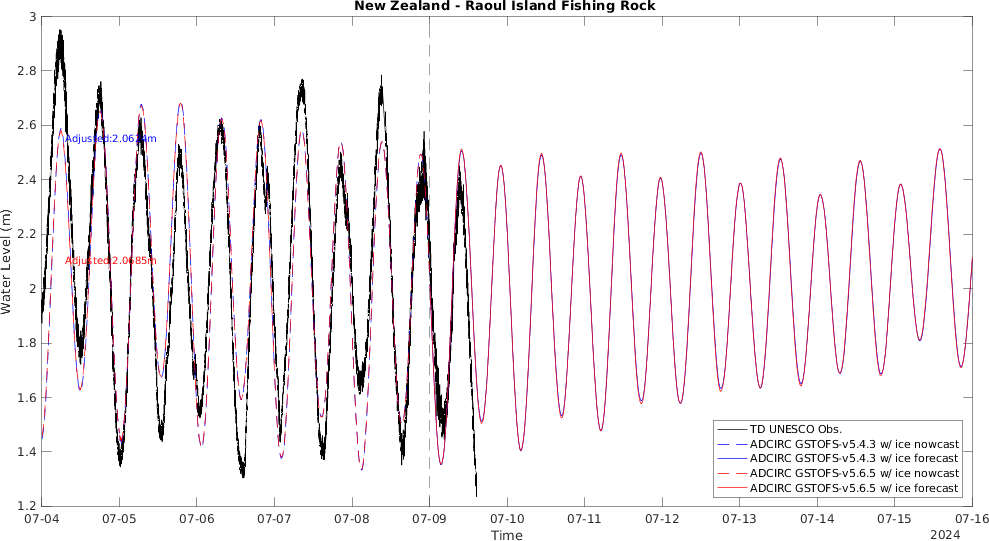 New Zealand - Raoul Island Fishing Rock
Water Level (m)
3
2.8
2.6
2.4
2.2
2
1.8
1.6
1.4
1.2
07-04
07-05
07-06
07-07
07-08
07-09
07-10
07-11
07-12
07-13
07-14
07-15
07-16
Time
2024
Adjusted:2.0685m
TD UNESCO Obs.
ADCIRC GSTOFS-v5.4.3 w/ ice nowcast
ADCIRC GSTOFS-v5.4.3 w/ ice forecast
ADCIRC GSTOFS-v5.6.5 w/ ice nowcast
ADCIRC GSTOFS-v5.6.5 w/ ice forecast